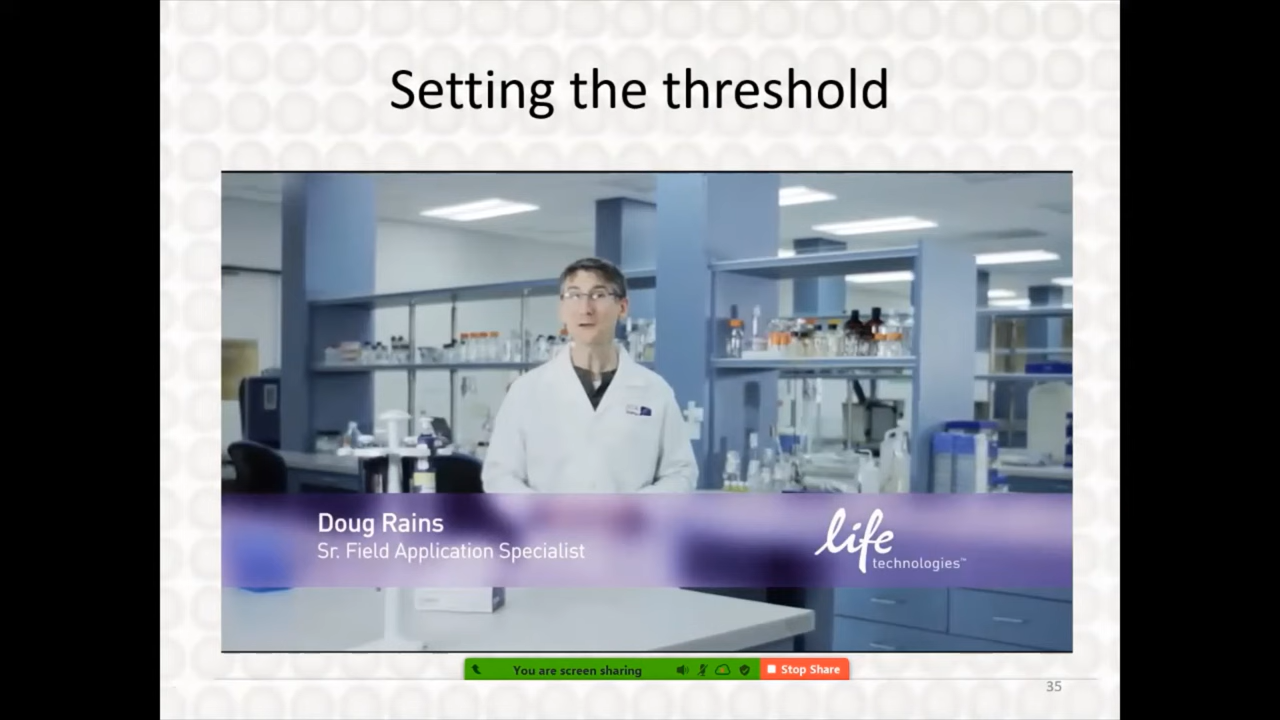 Setting the threshold
Doug Rains
Sr. Field Application Specialist
life
technologies™
You are screen sharing
Stop Share
35